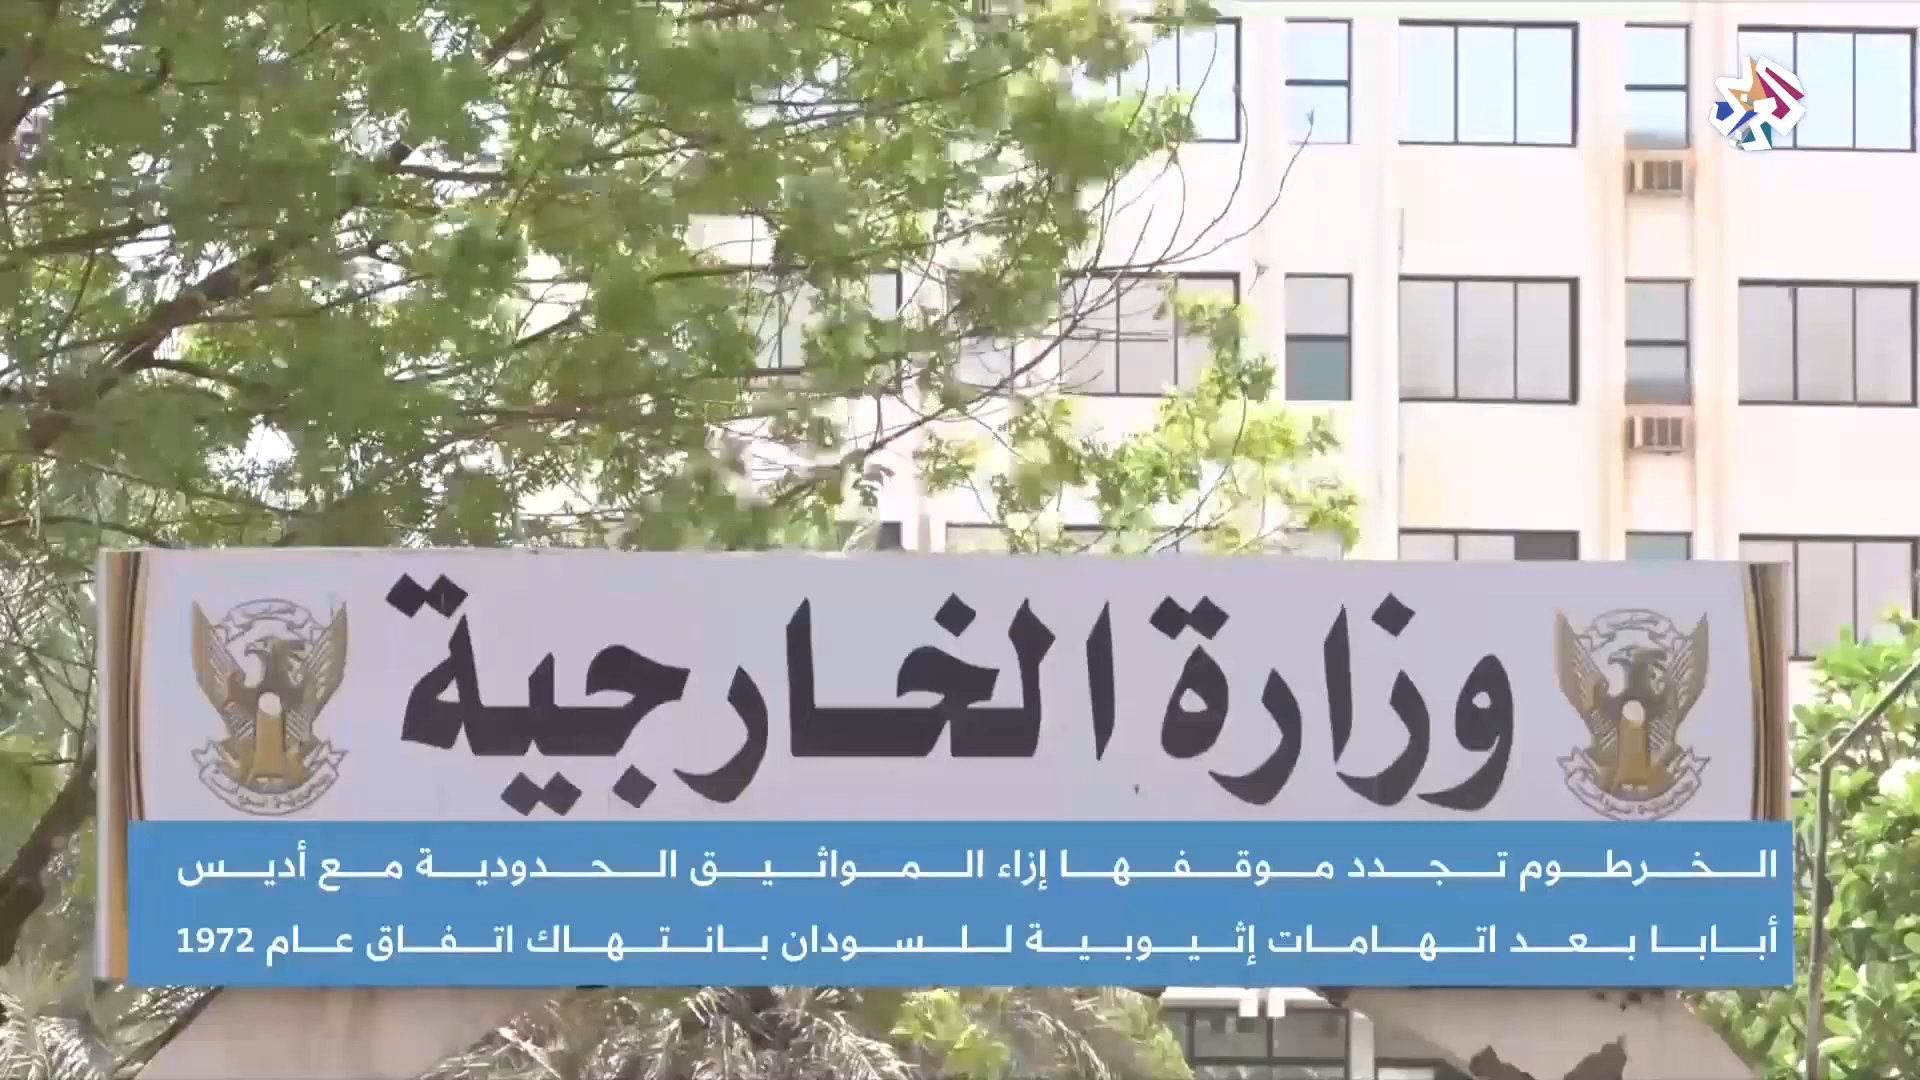 وزارة الخارجية
الخرطوم تجدد موقفها إزاء المواثيق الحدودية مع أديس
أبابا بعد اتهامات إثيوبية للسودان بانتهاك اتفاق عام 1972